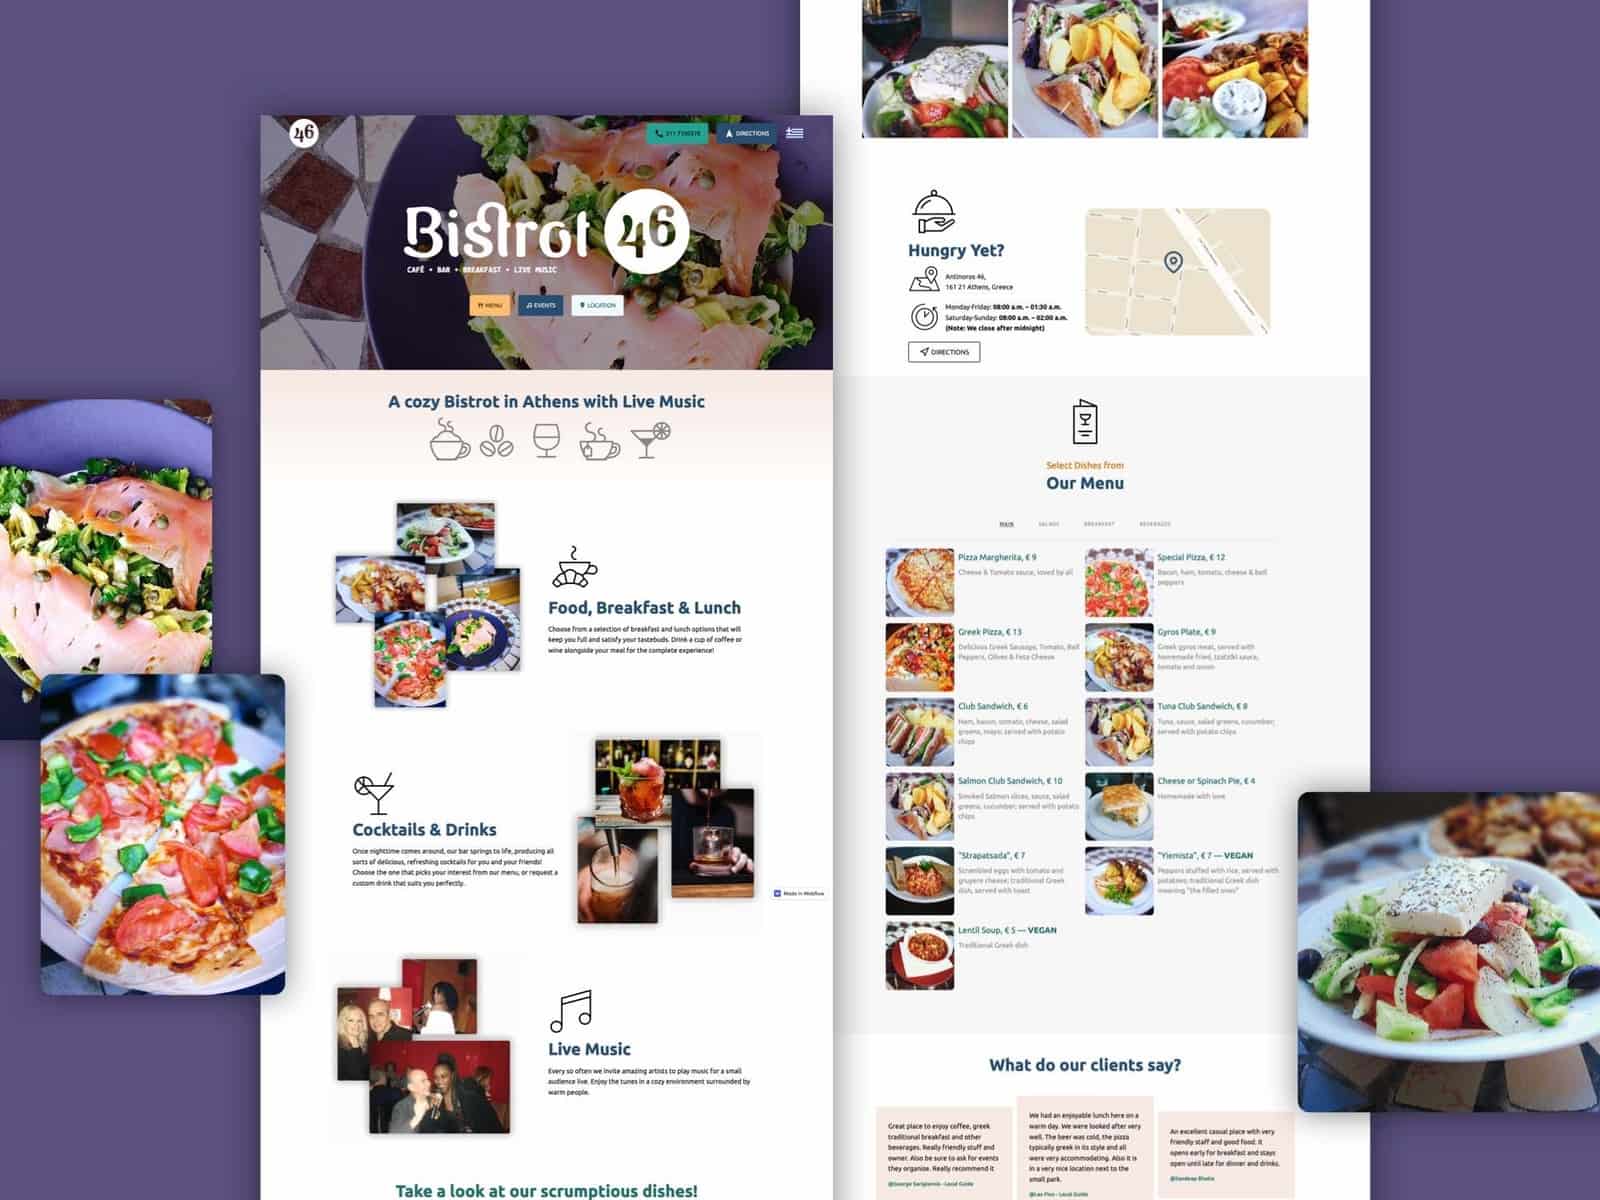 46
211 7250376
DIRECTIONS
Bistrot 46
CAFÉ • BAR • BREAKFAST • LIVE MUSIC
MENU
EVENTS
LOCATION
A cozy Bistrot in Athens with Live Music
Food, Breakfast & Lunch
Choose from a selection of breakfast and lunch options that will
keep you full and satisfy your tastebuds. Drink a cup of coffee or
wine alongside your meal for the complete experience!
Cocktails & Drinks
Once nighttime comes around, our bar springs to life, producing all
sorts of delicious, refreshing cocktails for you and your friends!
Choose the one that picks your interest from our menu, or request a
custom drink that suits you perfectly.
Made in Webflow
Live Music
Every so often we invite amazing artists to play music for a small
audience live. Enjoy the tunes in a cozy environment surrounded by
warm people.
Take a look at our scrumptious dishes!
Hungry Yet?
Antinoros 46,
161 21 Athens, Greece
Monday-Friday: 08:00 a.m. – 01:30 a.m.
Saturday-Sunday: 08:00 a.m. – 02:00 a.m.
(Note: We close after midnight)
DIRECTIONS
Select Dishes from
Our Menu
MAIN
SALADS
BREAKFAST
BEVERAGES
Pizza Margherita, € 9
Cheese & Tomato sauce, loved by all
Special Pizza, € 12
Bacon, ham, tomato, cheese & bell
peppers
Greek Pizza, € 13
Delicious Greek Sausage, Tomato, Bell
Peppers, Olives & Feta Cheese
Gyros Plate, € 9
Greek gyros meat, served with
homemade fried, tzatziki sauce,
tomato and onion
Club Sandwich, € 6
Ham, bacon, tomato, cheese, salad
greens, mayo; served with potato
chips
Tuna Club Sandwich, € 8
Tuna, sauce, salad greens, cucumber;
served with potato chips
Salmon Club Sandwich, € 10
Smoked Salmon slices, sauce, salad
greens, cucumber; served with potato
chips
Cheese or Spinach Pie, € 4
Homemade with love
"Strapatsada", € 7
Scrambled eggs with tomato and
gruyere cheese; traditional Greek
dish, served with toast
"Yiemista", € 7 — VEGAN
Peppers stuffed with rice, served with
potatoes; traditional Greek dish
meaning "the filled ones"
Lentil Soup, € 5 — VEGAN
Traditional Greek dish
What do our clients say?
Great place to enjoy coffee, greek
traditional breakfast and other
beverages. Really friendly stuff and
owner. Also be sure to ask for events
they organise. Really recommend it
@George Sarigiannis - Local Guide
We had an enjoyable lunch here on a
warm day. We were looked after very
well. The beer was cold, the pizza
typically greek in its style and all
were very accommodating. Also it is
in a very nice location next to the
small park.
- Local Guide
An excellent casual place with very
friendly staff and good food. It
opens early for breakfast and stays
open until late for dinner and drinks.
@Sandeep Bhatia